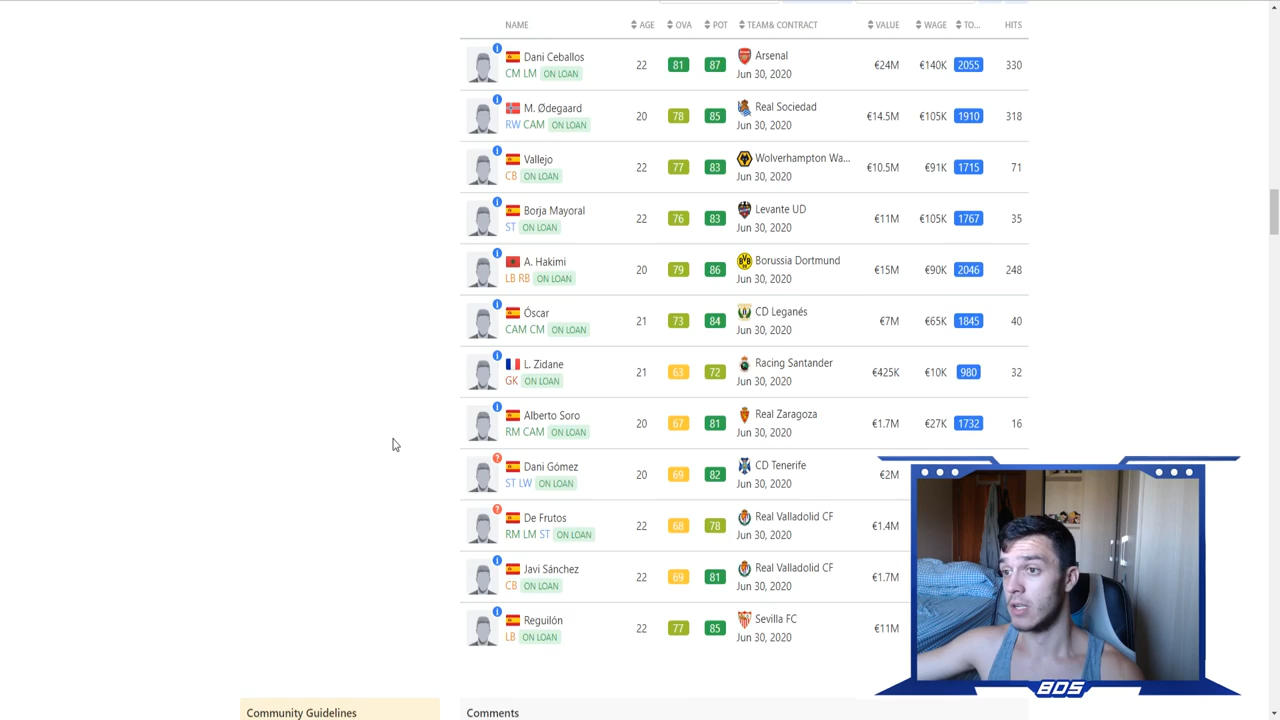 NAME AGE OVA POT TEAM& CONTRACT VALUE WAGE TO... HITS
Dani Ceballos 22 81 87 Arsenal €24M €140K 2055 330
CM LM ON LOAN Jun 30, 2020
M. Ødegaard 20 78 85 Real Sociedad €14.5M €105K 1910 318
RW CAM ON LOAN Jun 30, 2020
Vallejo 22 77 83 Wolverhampton Wa... €10.5M €91K 1715 71
CB ON LOAN Jun 30, 2020
Borja Mayoral 22 76 83 Levante UD €11M €105K 1767 35
ST ON LOAN Jun 30, 2020
A. Hakimi 20 79 86 Borussia Dortmund €15M €90K 2046 248
LB RB ON LOAN Jun 30, 2020
Óscar 21 73 84 CD Leganés €7M €65K 1845 40
CAM CM ON LOAN Jun 30, 2020
L. Zidane 21 63 72 Racing Santander €425K €10K 980 32
GK ON LOAN Jun 30, 2020
Alberto Soro 20 67 81 Real Zaragoza €1.7M €27K 1732 16
RM CAM ON LOAN Jun 30, 2020
Dani Gómez 20 69 82 CD Tenerife €2M
ST LW ON LOAN Jun 30, 2020
De Frutos 22 68 78 Real Valladolid CF €1.4M
RM LM ST ON LOAN Jun 30, 2020
Javi Sánchez 22 69 81 Real Valladolid CF €1.7M
CB ON LOAN Jun 30, 2020
Reguilón 22 77 85 Sevilla FC €11M
LB ON LOAN Jun 30, 2020
BDS
Community Guidelines Comments